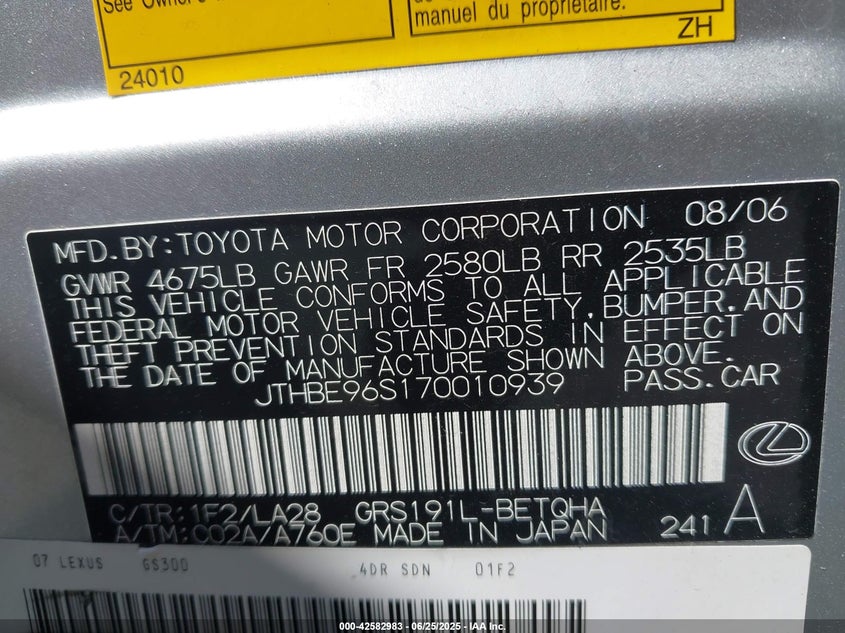 See Owner's
manuel du propriétaire.
24010
ZH
MFD. BY: TOYOTA MOTOR CORPORATION 08/06
GVWR 4675LB GAWR FR 2580LB RR 2535LB
THIS VEHICLE CONFORMS TO ALL APPLICABLE
FEDERAL MOTOR VEHICLE SAFETY, BUMPER, AND
THEFT PREVENTION STANDARDS IN EFFECT ON
THE DATE OF MANUFACTURE SHOWN ABOVE.
JTHBE96S170010939 PASS. CAR
C/TR: 1F2/LA28 GRS191L-BETQHA
A/TM: C02A/A760E MADE IN JAPAN 241 A
07 LEXUS GS300 4DR SDN 01F2
000-42582983 - 06/25/2025 - IAA Inc.